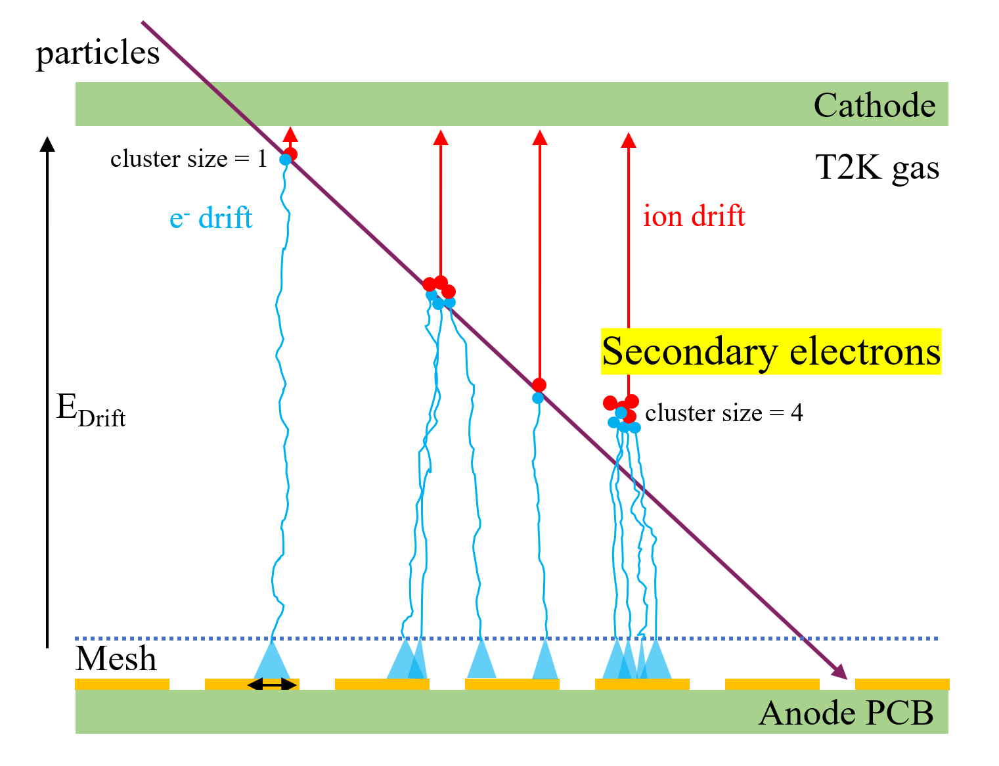 particles
Cathode
cluster size = 1
T2K gas
e- drift
ion drift
Secondary electrons
EDrift
cluster size = 4
Mesh
Anode PCB